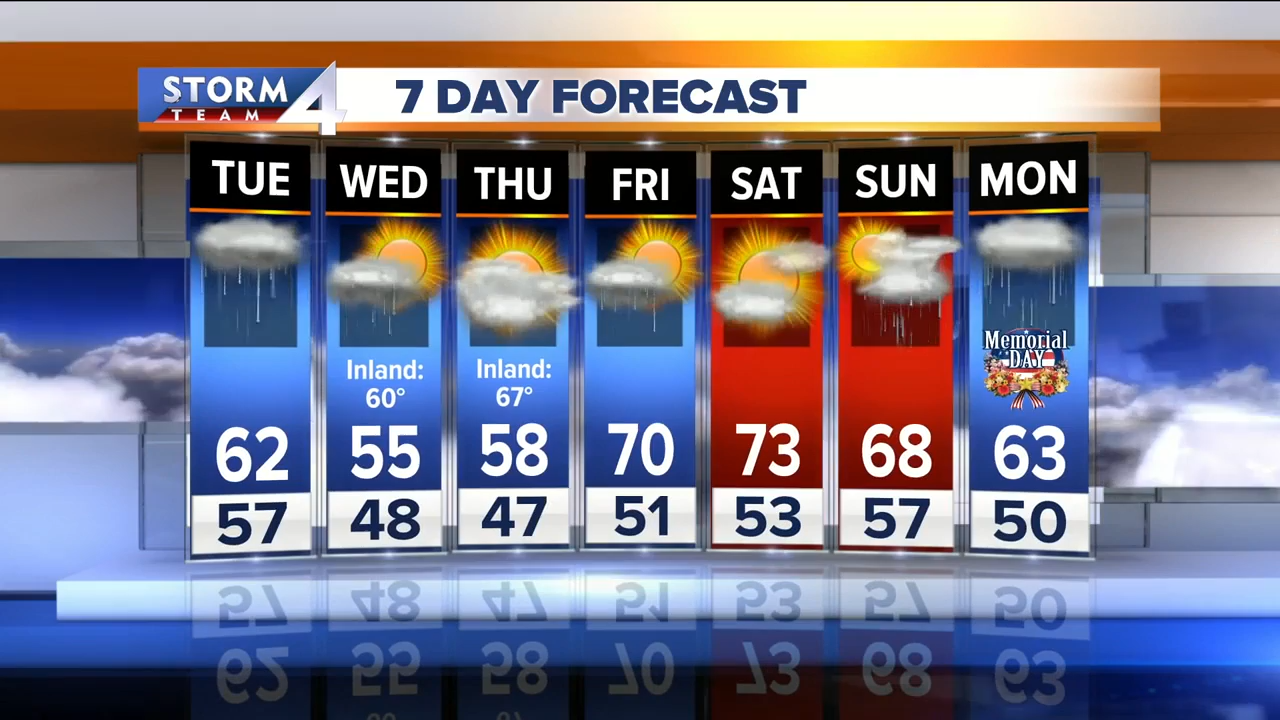 STORM
TEAM 4
7 DAY FORECAST
TUE WED THU FRI SAT SUN MON
Memorial
DAY
Inland: Inland:
60° 67°
62 55 58 70 73 68 63
57 48 47 51 53 57 50